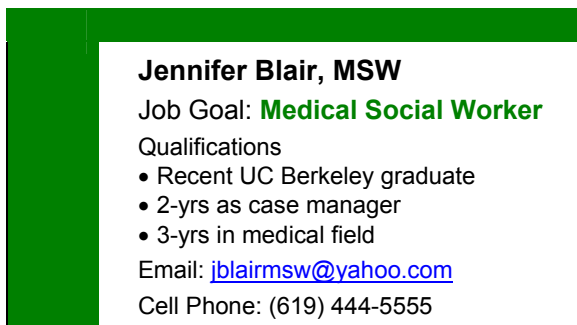 Jennifer Blair, MSW
Job Goal: Medical Social Worker
Qualifications
• Recent UC Berkeley graduate
• 2-yrs as case manager
• 3-yrs in medical field
Email: jblairmsw@yahoo.com
Cell Phone: (619) 444-5555